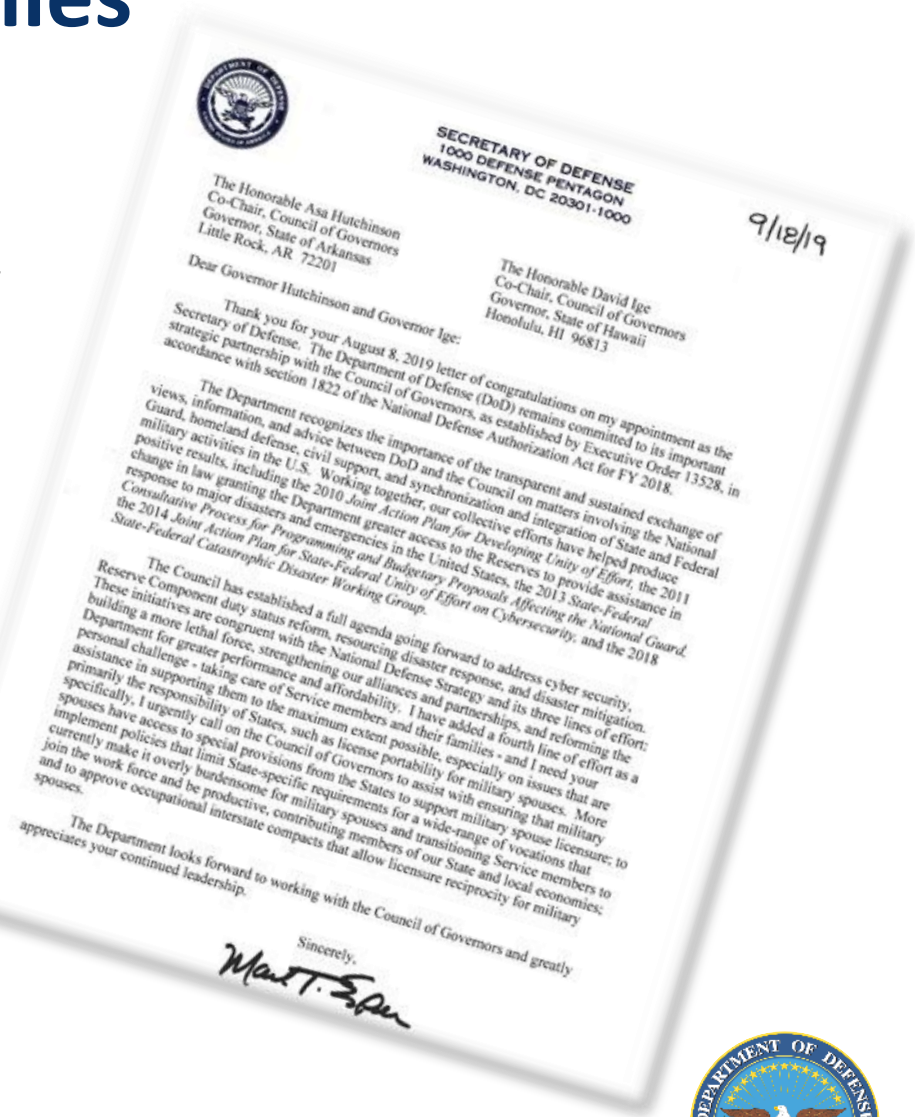 lies
DEPARTMENT OF DEFENSE
UNITED STATES OF AMERICA
SECRETARY OF DEFENSE
1000 DEFENSE PENTAGON
WASHINGTON, DC 20301-1000
9/18/19
The Honorable Asa Hutchinson
Co-Chair, Council of Governors
Governor, State of Arkansas
Little Rock, AR 72201
The Honorable David Ige
Co-Chair, Council of Governors
Governor, State of Hawaii
Honolulu, HI 96813
Dear Governor Hutchinson and Governor Ige:
Thank you for your August 8, 2019 letter of congratulations on my appointment as the
Secretary of Defense. The Department of Defense (DoD) remains committed to its important
strategic partnership with the Council of Governors, as established by Executive Order 13528, in
accordance with section 1822 of the National Defense Authorization Act for FY 2018.
The Department recognizes the importance of the transparent and sustained exchange of
views, information, and advice between DoD and the Council on matters involving the National
Guard, homeland defense, civil support, and synchronization and integration of State and Federal
military activities in the U.S. Working together, our collective efforts have helped produce
positive results, including the 2010 Joint Action Plan for Developing Unity of Effort, the 2011
change in law granting the Department greater access to the Reserves to provide assistance in
response to major disasters and emergencies in the United States, the 2013 State-Federal
Consultative Process for Programming and Budgetary Proposals Affecting the National Guard,
the 2014 Joint Action Plan for State-Federal Unity of Effort on Cybersecurity, and the 2018
State-Federal Catastrophic Disaster Working Group.
The Council has established a full agenda going forward to address cyber security,
Reserve Component duty status reform, resourcing disaster response, and disaster mitigation.
These initiatives are congruent with the National Defense Strategy and its three lines of effort:
building a more lethal force, strengthening our alliances and partnerships, and reforming the
Department for greater performance and affordability. I have added a fourth line of effort as a
personal challenge - taking care of Service members and their families - and I need your
assistance in supporting them to the maximum extent possible, especially on issues that are
primarily the responsibility of States, such as license portability for military spouses. More
specifically, I urgently call on the Council of Governors to assist with ensuring that military
spouses have access to special provisions from the States to support military spouse licensure; to
implement policies that limit State-specific requirements for a wide-range of vocations that
currently make it overly burdensome for military spouses and transitioning Service members to
join the work force and be productive, contributing members of our State and local economies;
and to approve occupational interstate compacts that allow licensure reciprocity for military
spouses.
The Department looks forward to working with the Council of Governors and greatly
appreciates your continued leadership.
Sincerely,
Mark T. Esper
DEPARTMENT OF DEFENSE